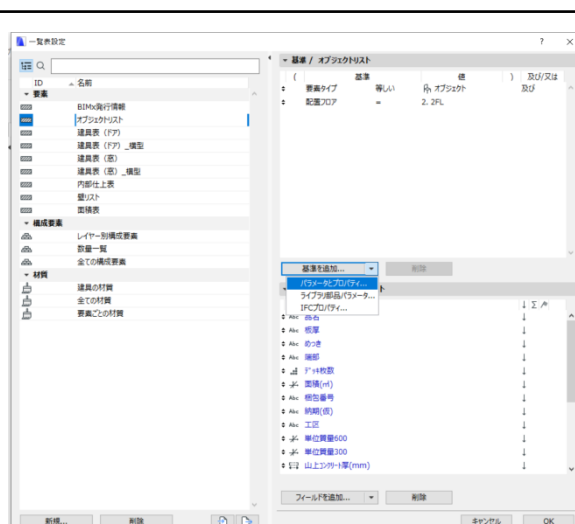 一覧表設定 ? ×
ID 名前
要素
BIMx発行情報
オブジェクトリスト
建具表（ドア）
建具表（ドア）_横型
建具表（窓）
建具表（窓）_横型
内部仕上表
壁リスト
面積表
構成要素
レイヤー別構成要素
数量一覧
全ての構成要素
材質
建具の材質
全ての材質
要素ごとの材質
新規... 削除
基準 / オブジェクトリスト
( 基準 値 ) 及び/又は
要素タイプ 等しい オブジェクト 及び
配置フロア = 2. 2FL
基準を追加... 削除
パラメータとプロパティ...
ライブラリ部品パラメータ...
IFCプロパティ...
ト
↓ Σ
Abc 品名 ↓
Abc 板厚 ↓
Abc めつき ↓
Abc 端部 ↓
ﾃﾞｯｷ枚数 ↓
面積(㎡) ↓
Abc 梱包番号 ↓
Abc 納期(仮) ↓
Abc 工区 ↓
単位質量600 ↓
単位質量300 ↓
山上ｺﾝｸﾘｰﾄ厚(mm) ↓
フィールドを追加... 削除
キャンセル OK